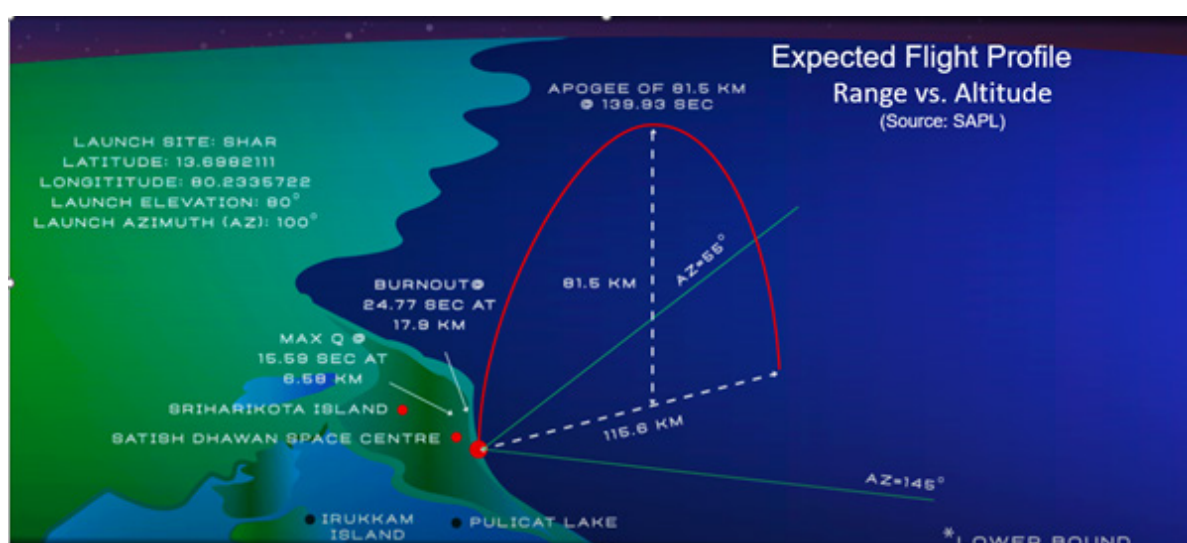 Expected Flight Profile
Range vs. Altitude
(Source: SAPL)
APOGEE OF 81.5 KM
@ 139.93 SEC
LAUNCH SITE: SHAR
LATITUDE: 13.6982111
LONGITITUDE: 80.2335722
LAUNCH ELEVATION: 80°
LAUNCH AZIMUTH (AZ): 100°
AZ=55°
81.5 KM
BURNOUT@
24.77 SEC AT
17.9 KM
MAX Q @
15.59 SEC AT
6.58 KM
SRIHARIKOTA ISLAND
SATISH DHAWAN SPACE CENTRE
115.6 KM
AZ=145°
IRUKKAM
ISLAND
PULICAT LAKE
*LOWER BOUND